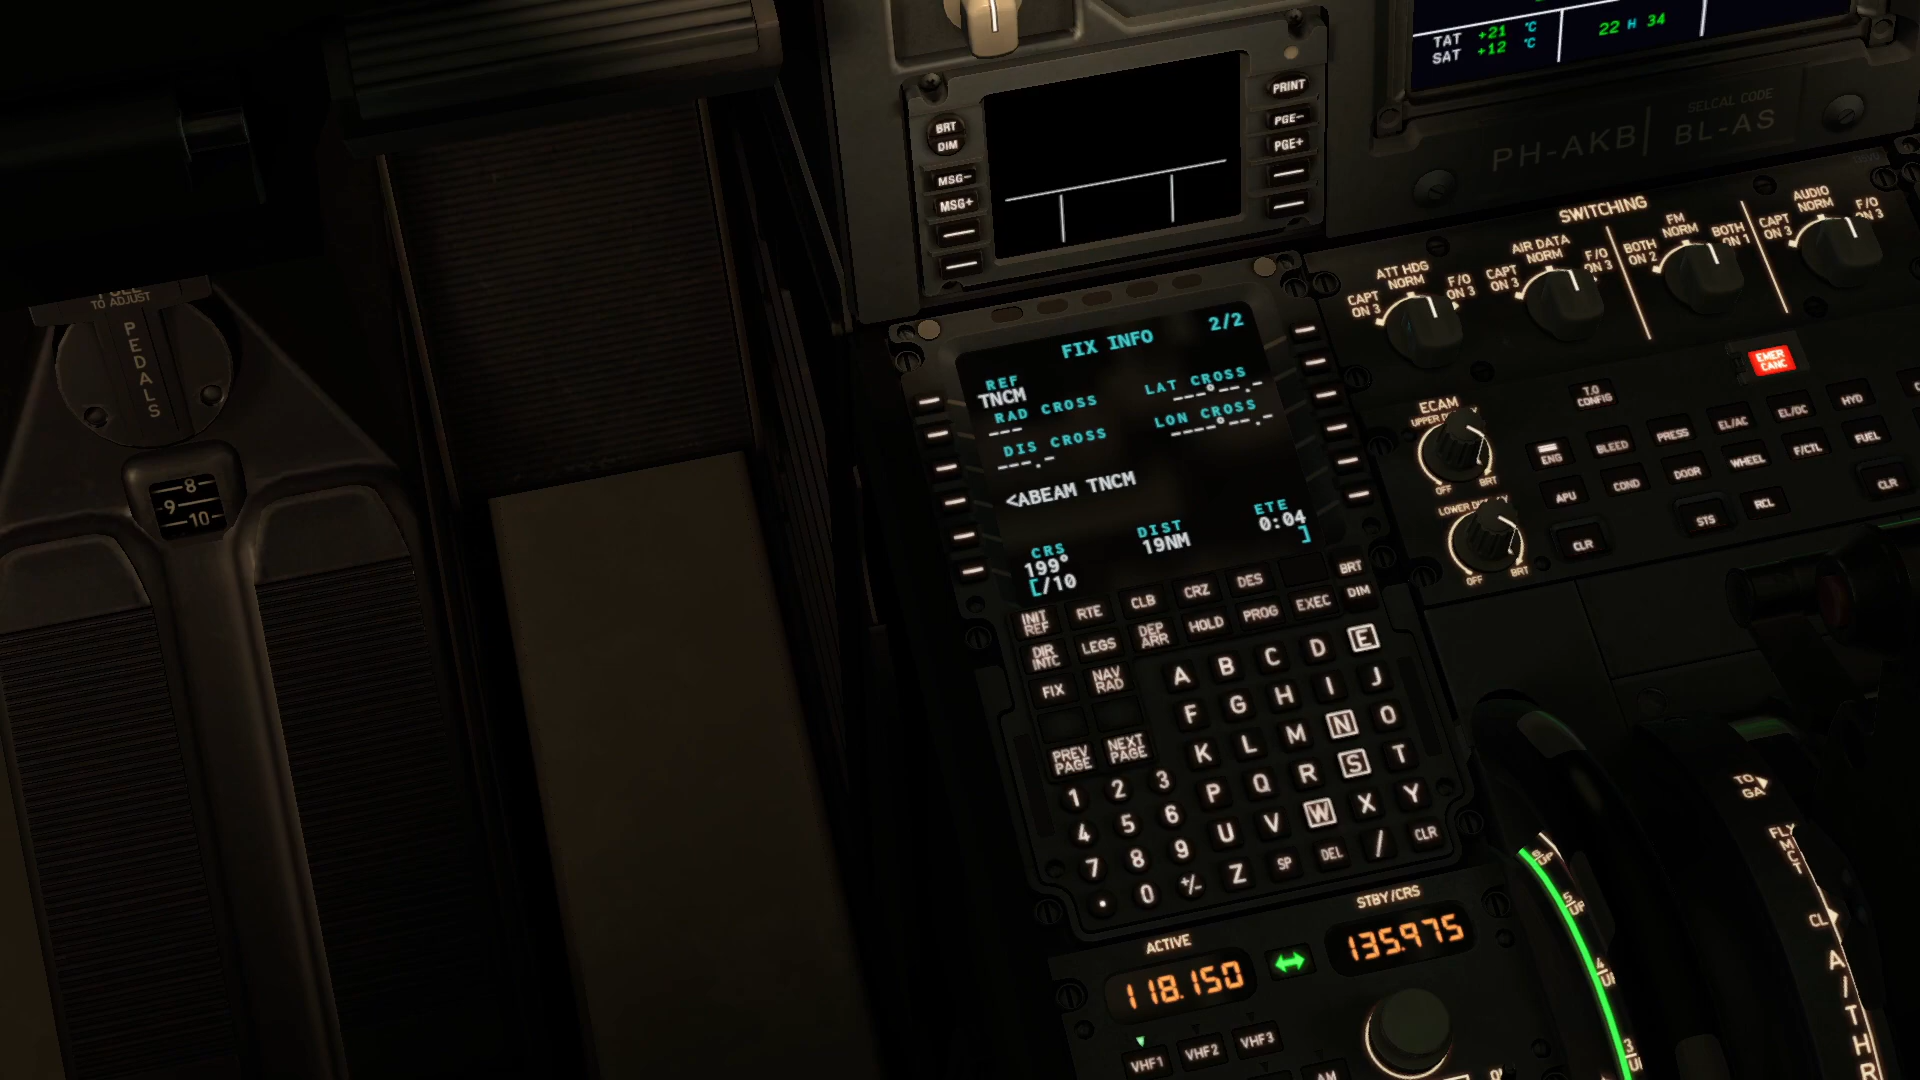 TAT +21 °C
SAT +12 °C
22 H 34
PRINT
PGE-
PGE+
BRT
DIM
MSG-
MSG+
SELCAL CODE
PH-AKB BL-AS
TO ADJUST
PEDALS
8
9
10
SWITCHING
ATT HDG
NORM
CAPT
ON 3
F/O
ON 3
AIR DATA
NORM
CAPT
ON 3
F/O
ON 3
FM
NORM
BOTH
ON 2
BOTH
ON 1
AUDIO
NORM
CAPT
ON 3
F/O
ON 3
FIX INFO 2/2
REF
TNCM
LAT CROSS
---°--.-
RAD CROSS
---
LON CROSS
----°--.-
DIS CROSS
---.-
<ABEAM TNCM
CRS DIST ETE
199° 19NM 0:04
[/10 ]
INIT
REF
RTE CLB CRZ DES
BRT
DIM
DIR
INTC
LEGS
DEP
ARR
HOLD PROG EXEC
FIX
NAV
RAD
PREV
PAGE
NEXT
PAGE
A B C D E
F G H I J
K L M N O
P Q R S T
U V W X Y
Z SP DEL / CLR
1 2 3
4 5 6
7 8 9
. 0 +/-
EMER
CANC
T.O
CONFIG
ECAM
OFF BRT
OFF BRT
ENG BLEED PRESS EL/AC EL/DC HYD
APU COND DOOR WHEEL F/CTL FUEL
CLR STS RCL CLR
ACTIVE
118.150
STBY/CRS
135.975
VHF1 VHF2 VHF3
AM
TO
GA
FLX
MCT
CL
A/THR
5
UP
4
3